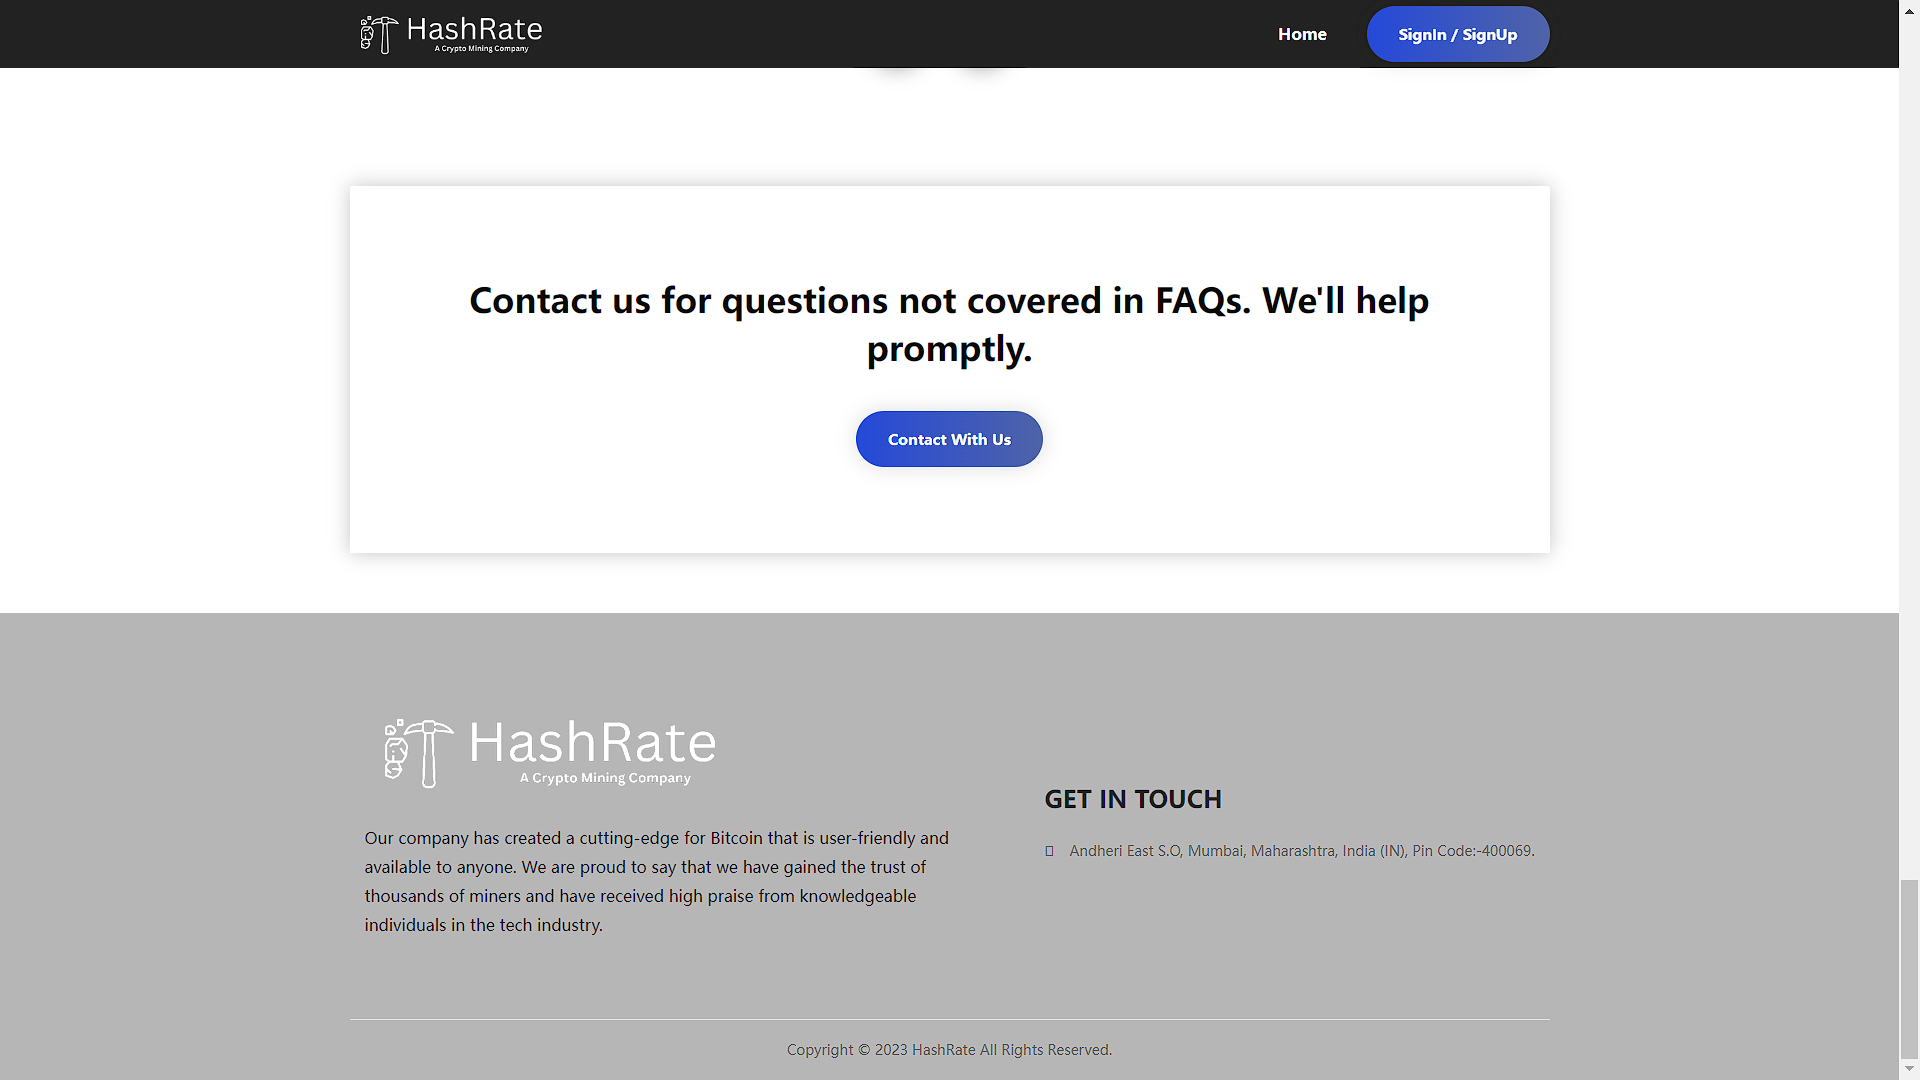 HashRate
A Crypto Mining Company
Home
SignIn / SignUp
Contact us for questions not covered in FAQs. We'll help
promptly.
Contact With Us
HashRate
A Crypto Mining Company
Our company has created a cutting-edge for Bitcoin that is user-friendly and
available to anyone. We are proud to say that we have gained the trust of
thousands of miners and have received high praise from knowledgeable
individuals in the tech industry.
GET IN TOUCH
Andheri East S.O, Mumbai, Maharashtra, India (IN), Pin Code:-400069.
Copyright © 2023 HashRate All Rights Reserved.